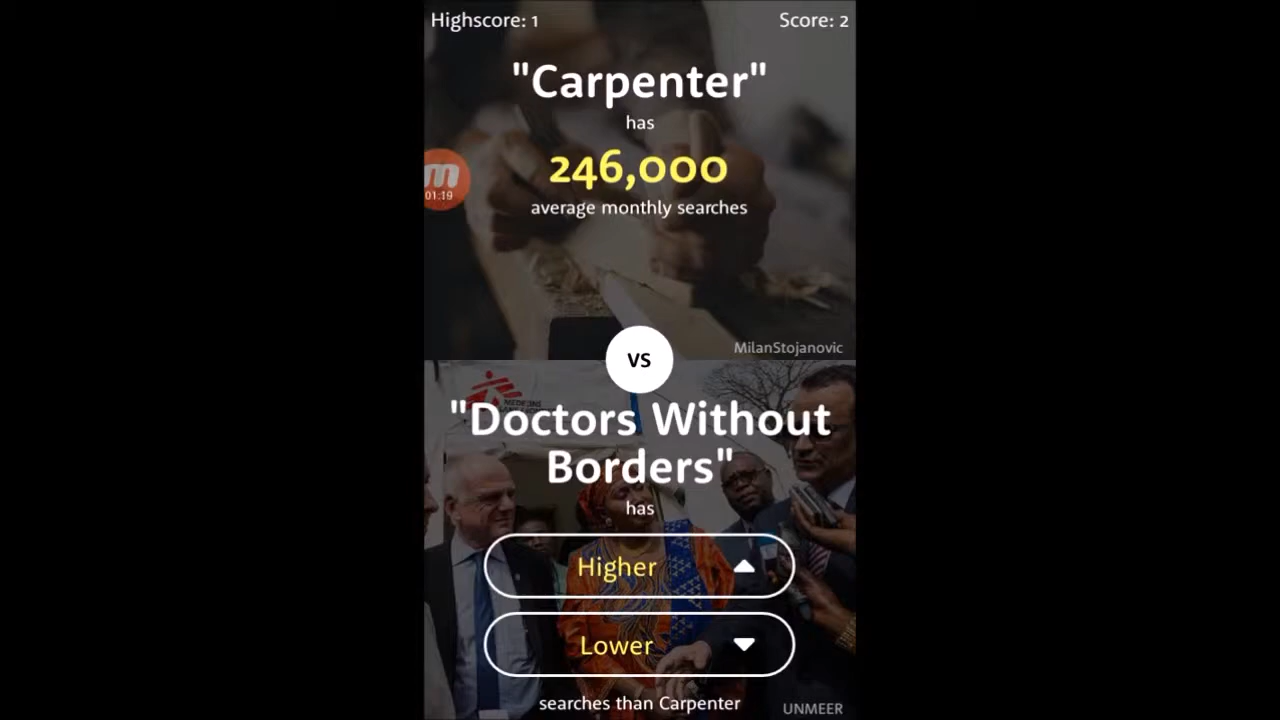 Highscore: 1
Score: 2
"Carpenter"
has
246,000
01:19
average monthly searches
MilanStojanovic
VS
"Doctors Without
Borders"
has
Higher
Lower
searches than Carpenter
UNMEER